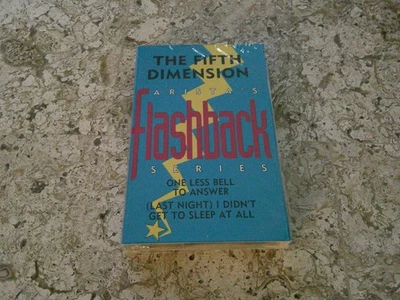 THE FIFTH
DIMENSION
ARISTA'S
flashback
SERIES
ONE LESS BELL
TO ANSWER
(LAST NIGHT) I DIDN'T
GET TO SLEEP AT ALL